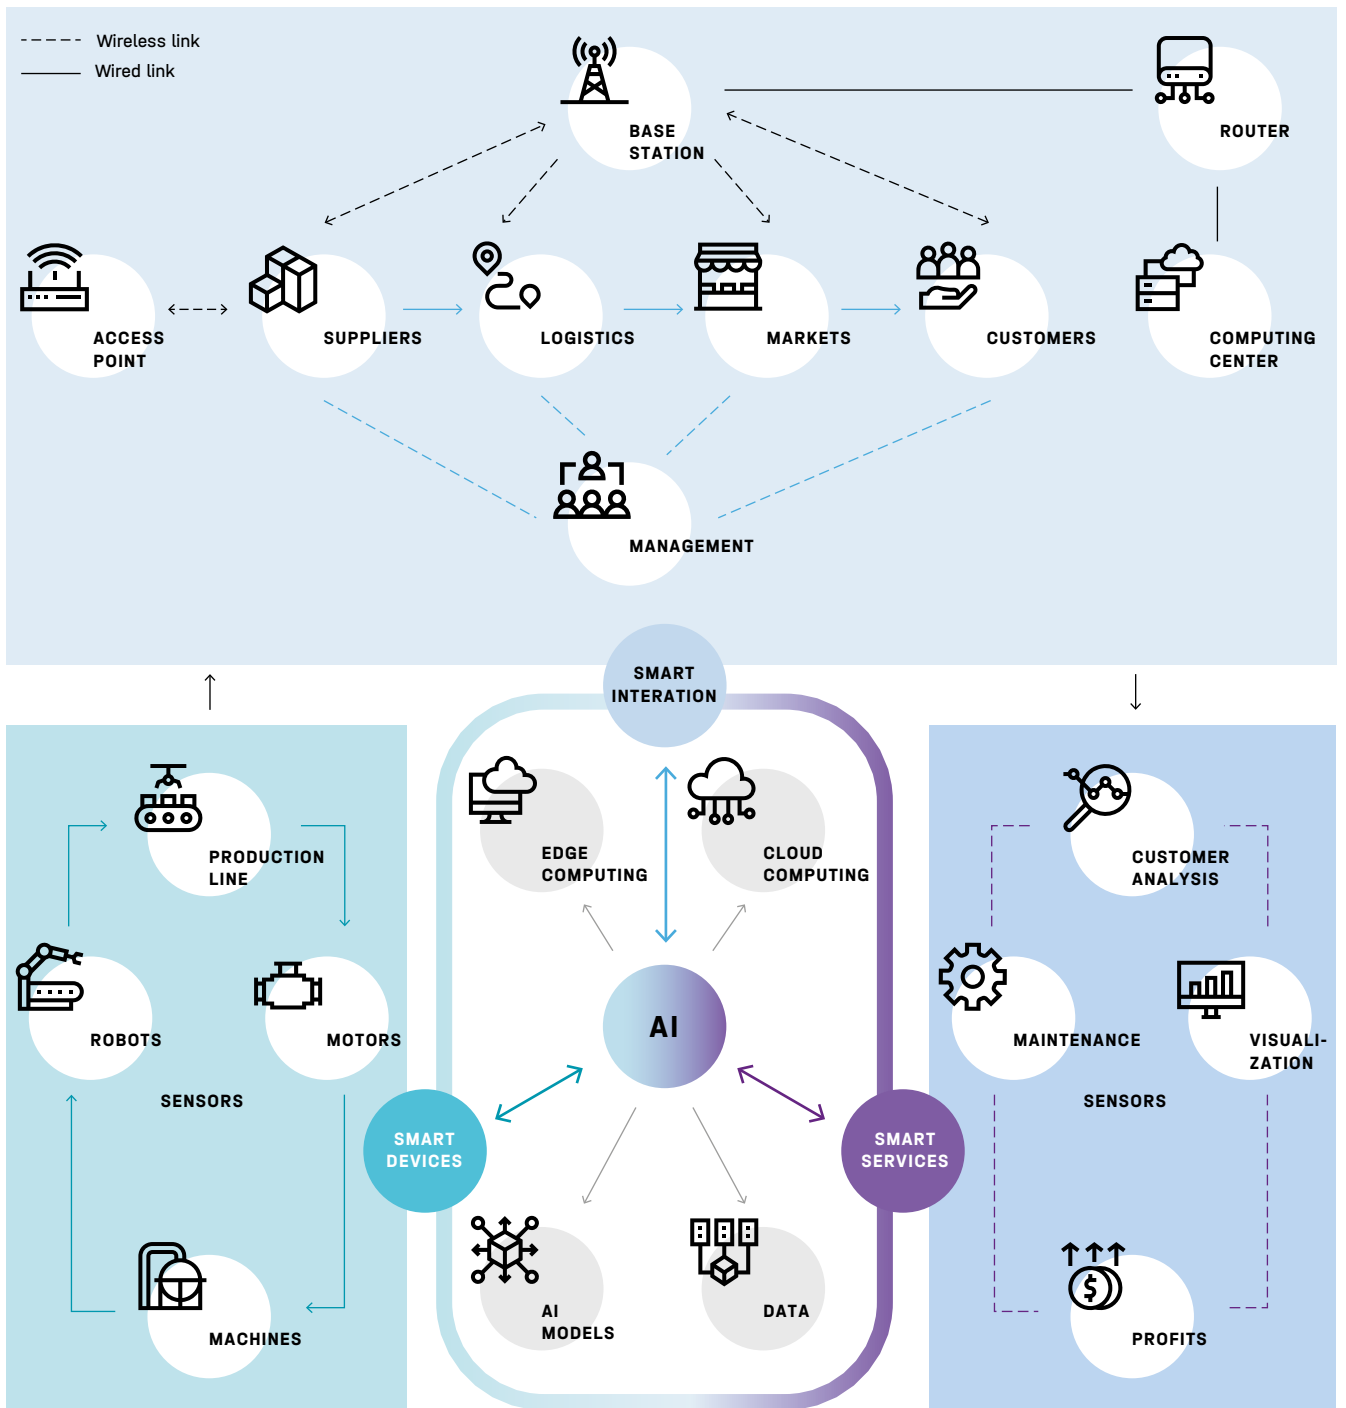 Wireless link
Wired link
BASE
STATION
ROUTER
ACCESS
POINT
SUPPLIERS
LOGISTICS
MARKETS
CUSTOMERS
COMPUTING
CENTER
MANAGEMENT
SMART
INTERATION
PRODUCTION
LINE
ROBOTS
MOTORS
SENSORS
MACHINES
EDGE
COMPUTING
CLOUD
COMPUTING
AI
SMART
DEVICES
SMART
SERVICES
AI
MODELS
DATA
CUSTOMER
ANALYSIS
MAINTENANCE
VISUALI-
ZATION
SENSORS
$
PROFITS